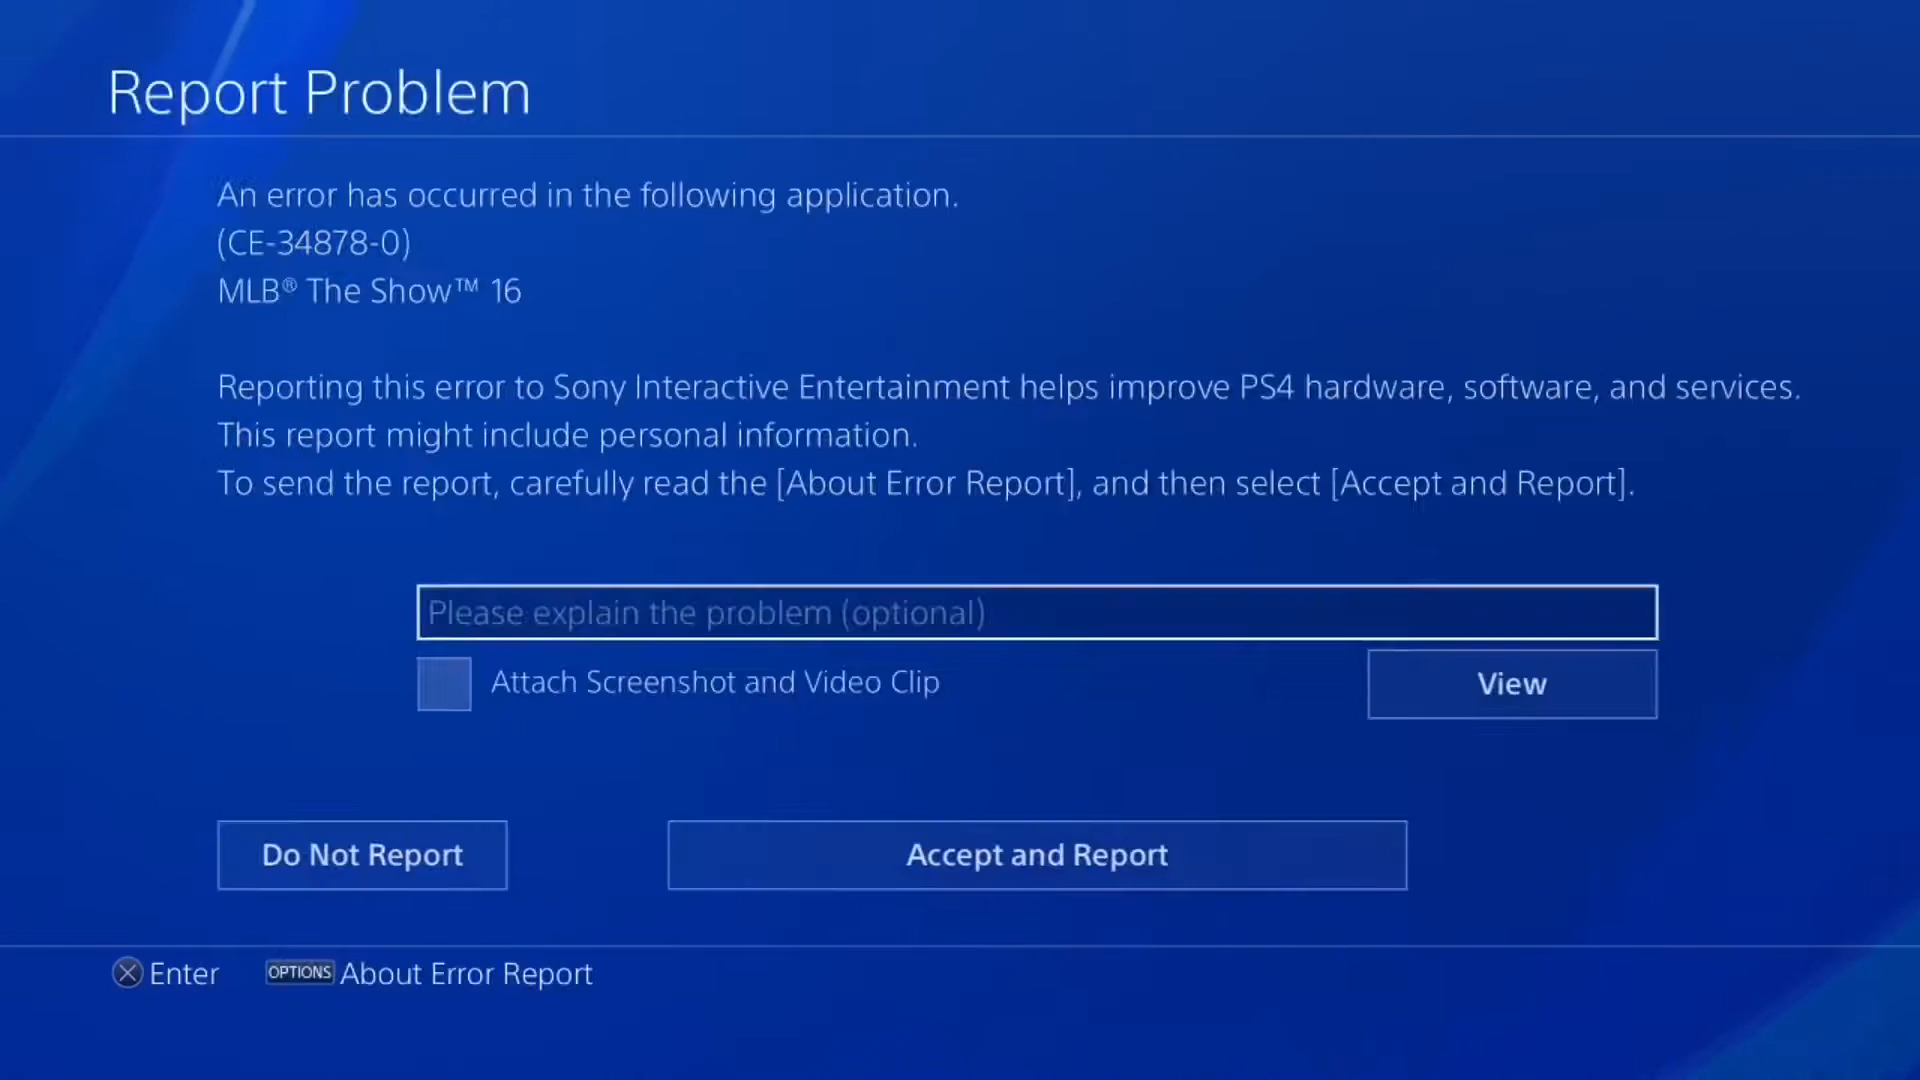 Report Problem
An error has occurred in the following application.
(CE-34878-0)
MLB® The Show™ 16
Reporting this error to Sony Interactive Entertainment helps improve PS4 hardware, software, and services.
This report might include personal information.
To send the report, carefully read the [About Error Report], and then select [Accept and Report].
Please explain the problem (optional)
Attach Screenshot and Video Clip
View
Do Not Report
Accept and Report
Enter
OPTIONS About Error Report